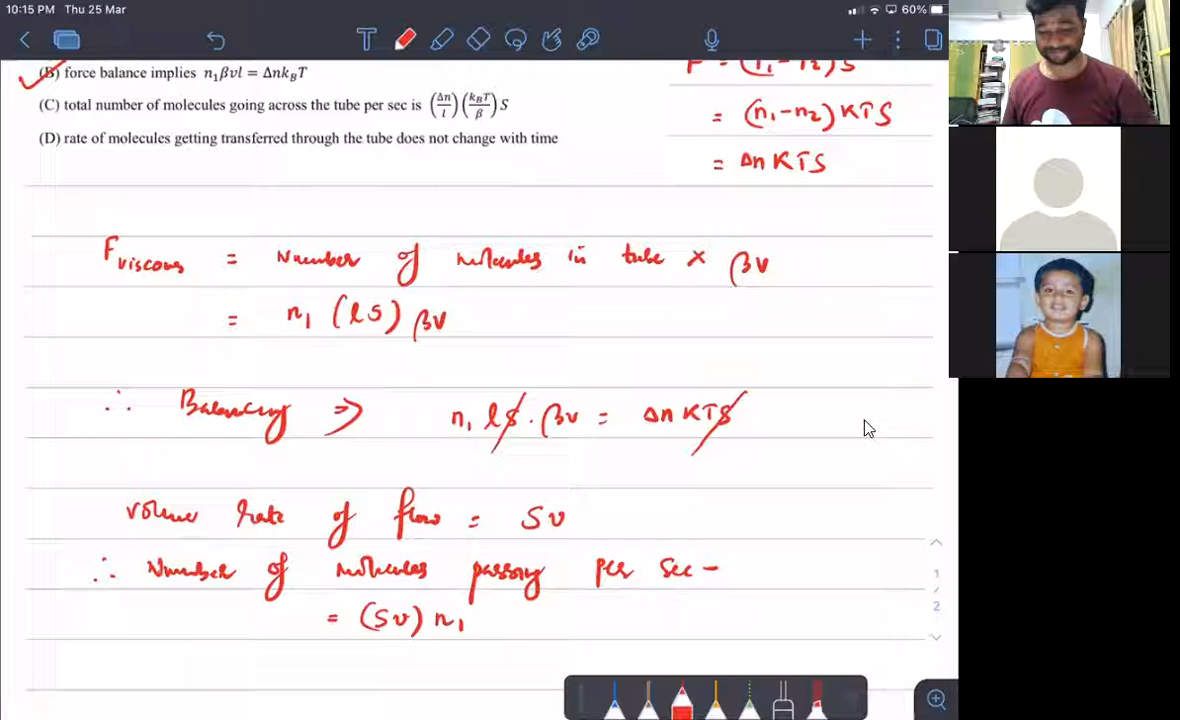 10:15 PM Thu 25 Mar
60%
(B) force balance implies n₁βvl = Δnk_BT
(C) total number of molecules going across the tube per sec is (Δn/l)(k_BT/β)S
(D) rate of molecules getting transferred through the tube does not change with time
= (n₁-n₂)KTS
= Δn KTS
F viscous = Number of molecules in tube × βv
= n₁ (lS) βv
∴ Balancing ⇒ n₁ lS . βv = Δn KTS
Volume rate of flow = Sv
∴ Number of molecules passing per sec -
= (Sv) n₁
1
/
2